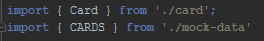 import { Card } from './card';
import { CARDS } from './mock-data'